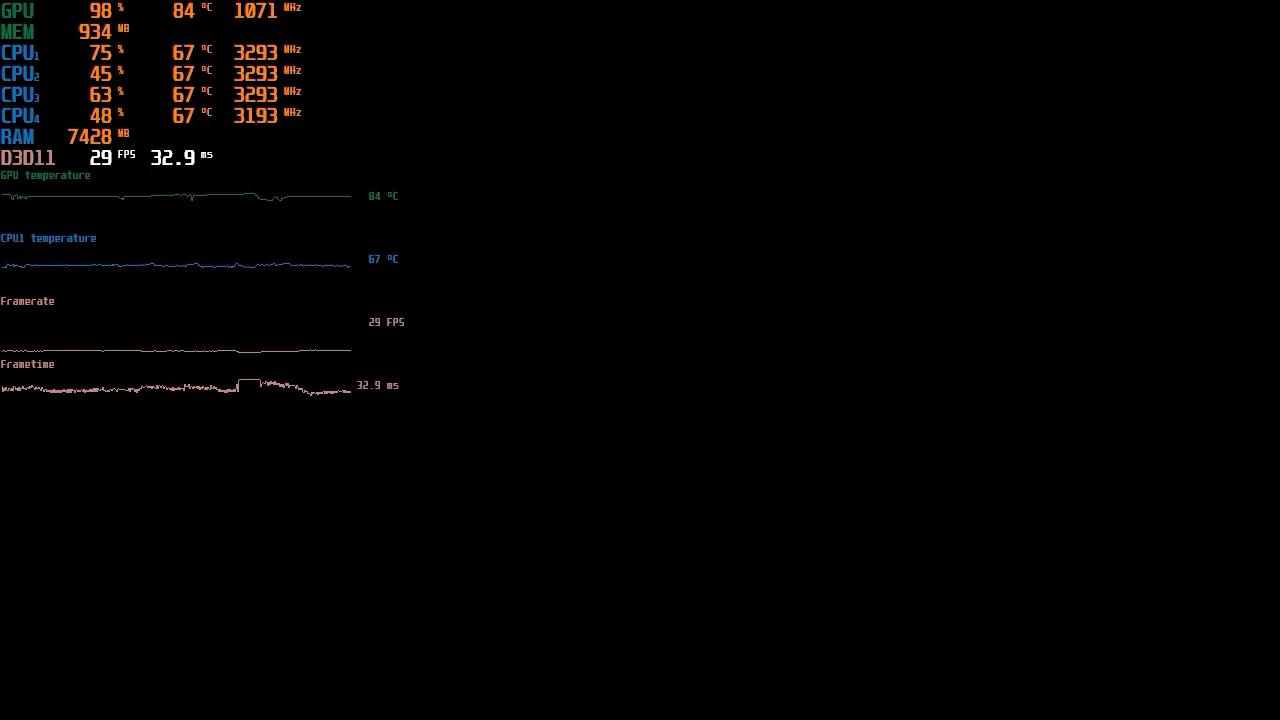 GPU 98 % 84 °C 1071 MHz
MEM 934 MB
CPU1 75 % 67 °C 3293 MHz
CPU2 45 % 67 °C 3293 MHz
CPU3 63 % 67 °C 3293 MHz
CPU4 48 % 67 °C 3193 MHz
RAM 7428 MB
D3D11 29 FPS 32.9 ms
GPU temperature
84 °C
CPU1 temperature
67 °C
Framerate
29 FPS
Frametime
32.9 ms